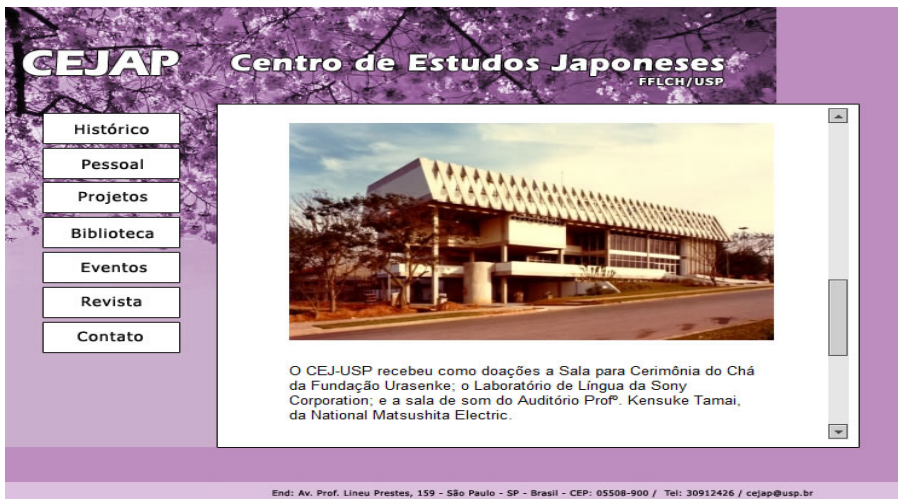 CEJAP
Centro de Estudos Japoneses
FFLCH/USP
Histórico
Pessoal
Projetos
Biblioteca
Eventos
Revista
Contato
O CEJ-USP recebeu como doações a Sala para Cerimônia do Chá
da Fundação Urasenke; o Laboratório de Língua da Sony
Corporation; e a sala de som do Auditório Profº. Kensuke Tamai,
da National Matsushita Electric.
End: Av. Prof. Lineu Prestes, 159 - São Paulo - SP - Brasil - CEP: 05508-900 / Tel: 30912426 / cejap@usp.br